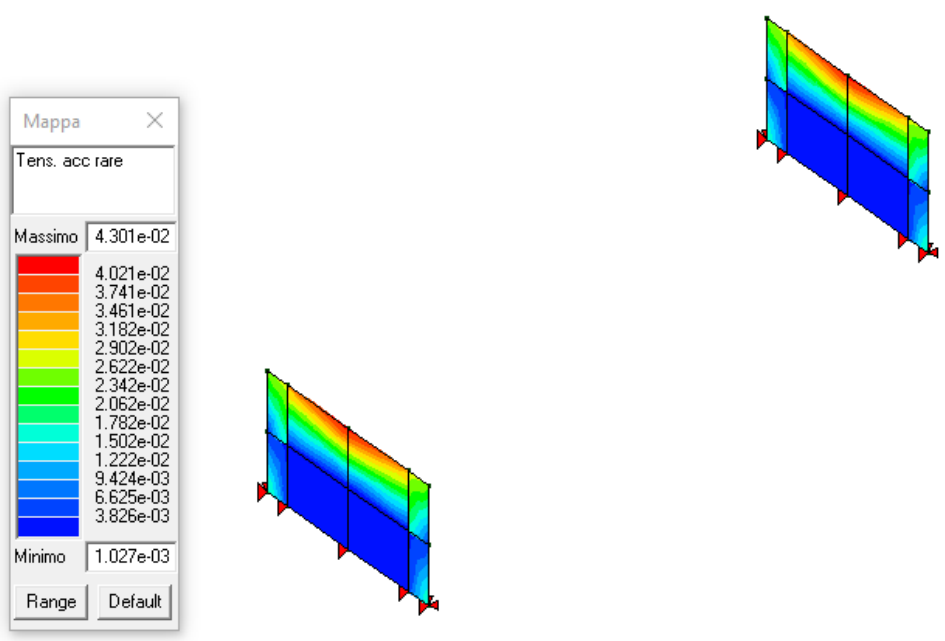 Mappa
Tens. acc rare
Massimo 4.301e-02
4.021e-02
3.741e-02
3.461e-02
3.182e-02
2.902e-02
2.622e-02
2.342e-02
2.062e-02
1.782e-02
1.502e-02
1.222e-02
9.424e-03
6.625e-03
3.826e-03
Minimo 1.027e-03
Range Default